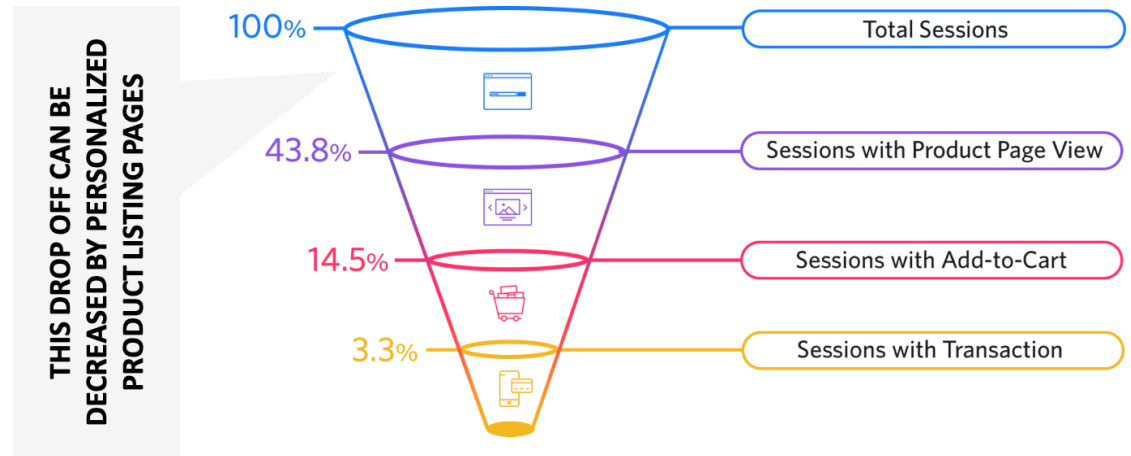 THIS DROP OFF CAN BE
DECREASED BY PERSONALIZED
PRODUCT LISTING PAGES
100%
Total Sessions
43.8%
Sessions with Product Page View
14.5%
Sessions with Add-to-Cart
3.3%
Sessions with Transaction